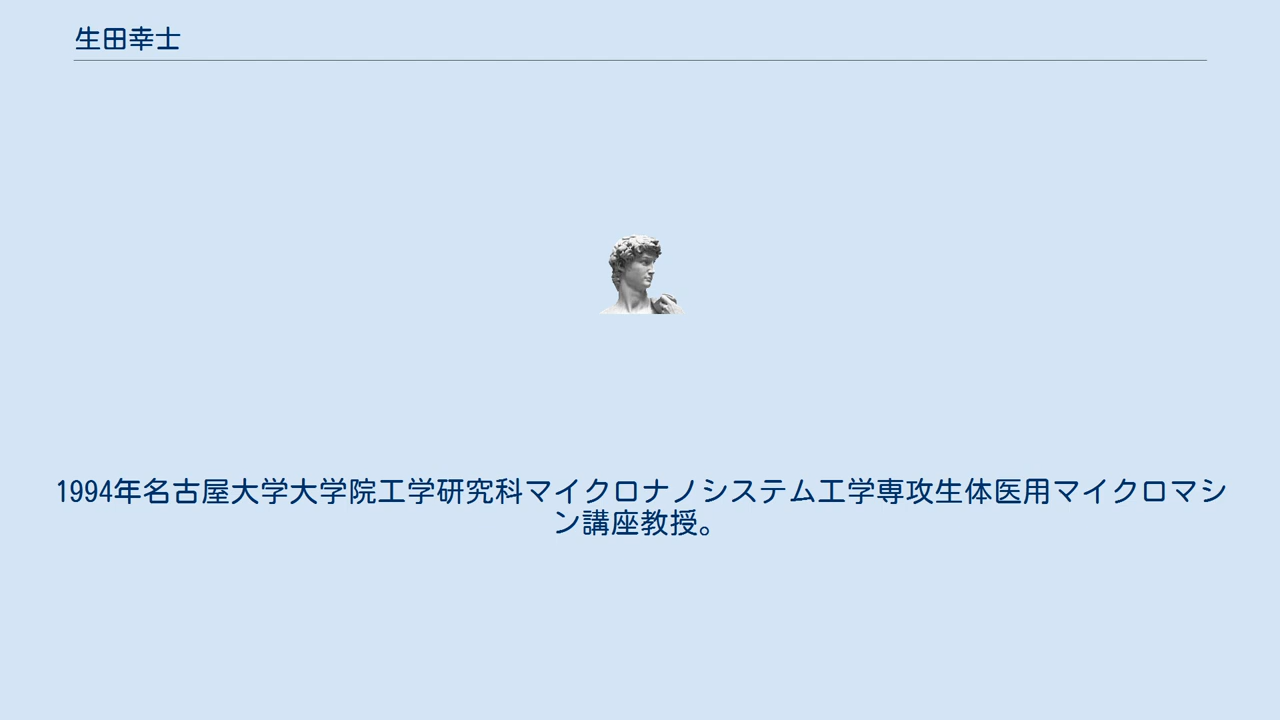 生田幸士
1994年名古屋大学大学院工学研究科マイクロナノシステム工学専攻生体医用マイクロマシ
ン講座教授。